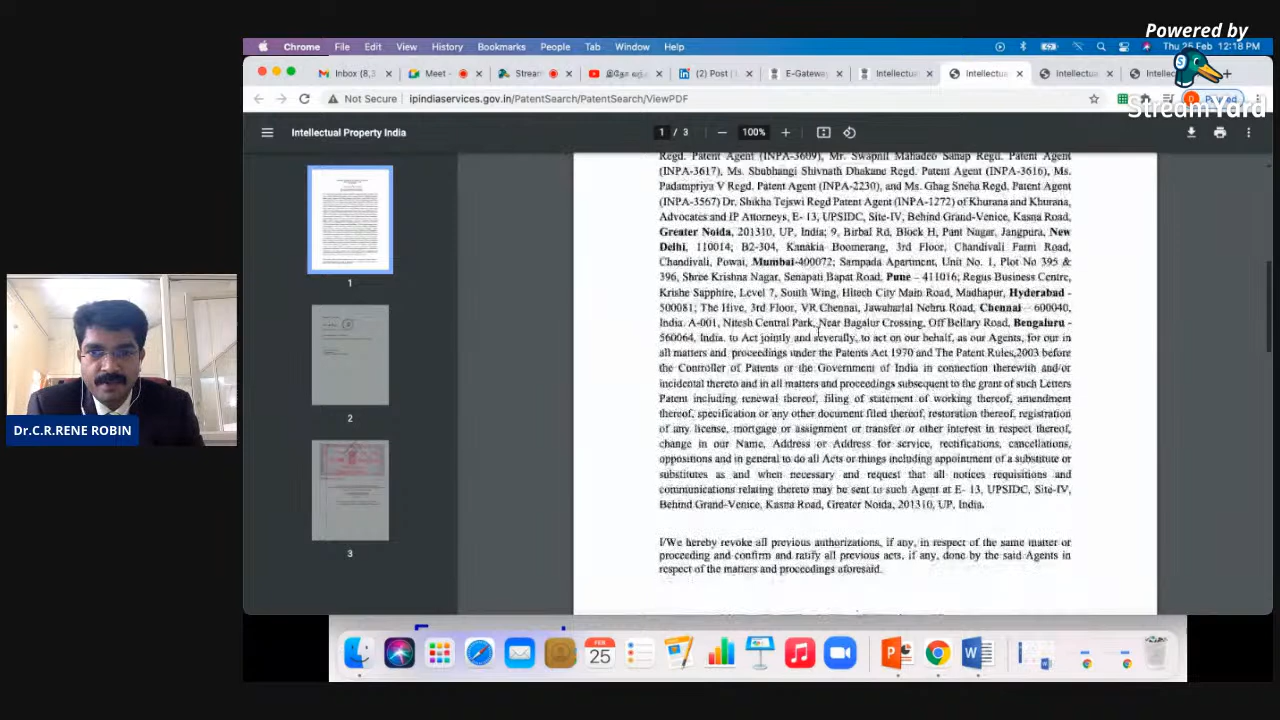 Powered by
StreamYard
Chrome File Edit View History Bookmarks People Tab Window Help
Thu 25 Feb 12:18 PM
Inbox (8,3
Meet -
Stream
இதோ
(2) Post |
E-Gateway
Intellectua
Intellectua
Intellectua
Intellec
Not Secure ipindiaservices.gov.in/PatentSearch/PatentSearch/ViewPDF
Paused
Intellectual Property India
1 / 3
100%
Regd. Patent Agent (INPA-3609), Mr. Swapnil Mahadeo Sanap Regd. Patent Agent
(INPA-3617), Ms. Shubhangi Shivnath Dhakane Regd. Patent Agent (INPA-3616), Ms.
Padampriya V Regd. Patent Agent (INPA-2230), and Ms. Ghag Sneha Regd. Patent Agent
(INPA-3567) Dr. Shikha Tejswi Regd Patent Agent (INPA-1272) of Khurana and Khurana,
Advocates and IP Attorneys, E- 13, UPSIDC, Site-IV, Behind Grand-Venice, Kasna Road,
Greater Noida, 201310, UP, India; 9, Birbal Rd, Block H, Pant Nagar, Jangpura, New
Delhi, 110014; B2-304, Kanakia Boomerang, 3rd Floor, Chandivali Farm Road,
Chandivali, Powai, Mumbai-400072; Sampada Apartment, Unit No. 1, Plot No 395 &
396, Shree Krishna Nagar, Senapati Bapat Road, Pune – 411016; Regus Business Centre,
Krishe Sapphire, Level 7, South Wing, Hitech City Main Road, Madhapur, Hyderabad -
500081; The Hive, 3rd Floor, VR Chennai, Jawaharlal Nehru Road, Chennai – 600040,
India. A-001, Nitesh Central Park, Near Bagalur Crossing, Off Bellary Road, Bengaluru -
560064, India. to Act jointly and severally, to act on our behalf, as our Agents, for our in
all matters and proceedings under the Patents Act 1970 and The Patent Rules,2003 before
the Controller of Patents or the Government of India in connection therewith and/or
incidental thereto and in all matters and proceedings subsequent to the grant of such Letters
Patent including renewal thereof, filing of statement of working thereof, amendment
thereof, specification or any other document filed thereof, restoration thereof, registration
of any license, mortgage or assignment or transfer or other interest in respect thereof,
change in our Name, Address or Address for service, rectifications, cancellations,
oppositions and in general to do all Acts or things including appointment of a substitute or
substitutes as and when necessary and request that all notices requisitions and
communications relating thereto may be sent to such Agent at E- 13, UPSIDC, Site-IV,
Behind Grand-Venice, Kasna Road, Greater Noida, 201310, UP, India.
I/We hereby revoke all previous authorizations, if any, in respect of the same matter or
proceeding and confirm and ratify all previous acts, if any, done by the said Agents in
respect of the matters and proceedings aforesaid.
1
2
3
Dr.C.R.RENE ROBIN
FEB
25